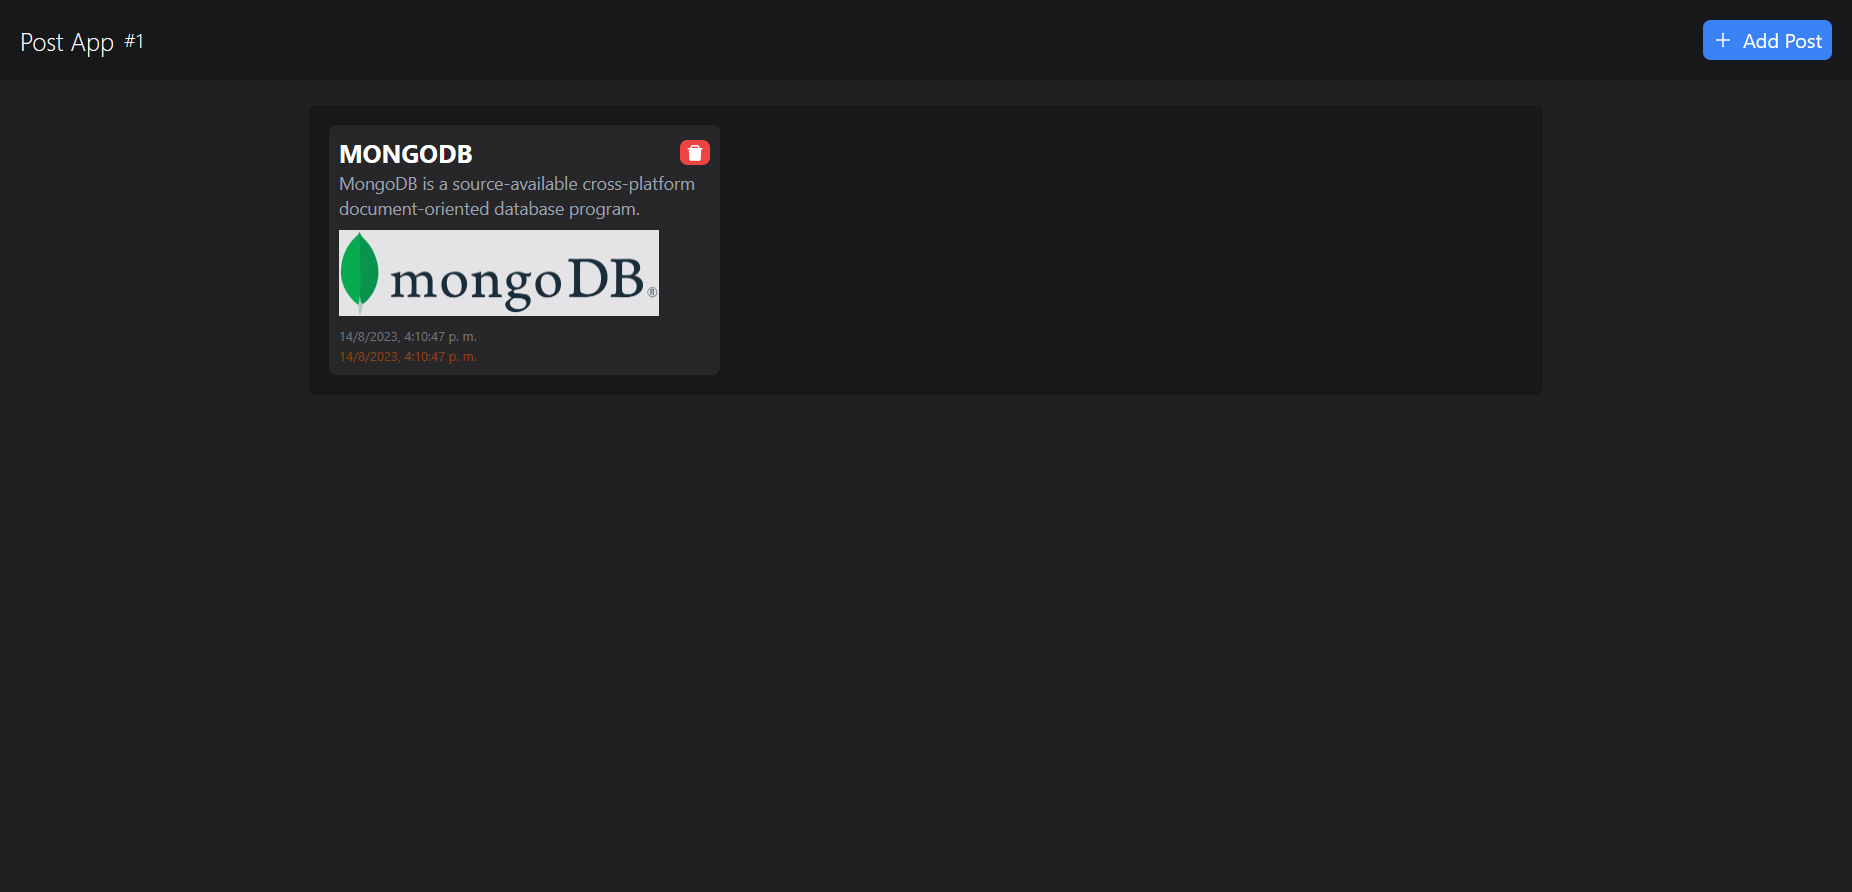 Post App #1
+ Add Post
MONGODB
MongoDB is a source-available cross-platform
document-oriented database program.
mongoDB®
14/8/2023, 4:10:47 p. m.
14/8/2023, 4:10:47 p. m.